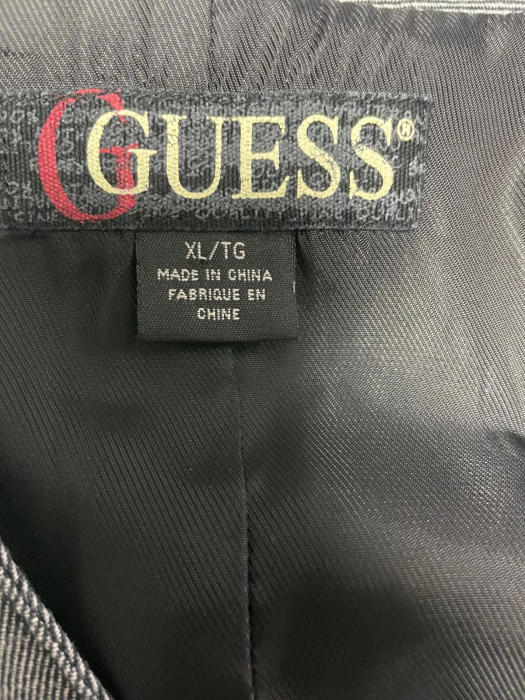 G GUESS®
XL/TG
MADE IN CHINA
FABRIQUE EN
CHINE